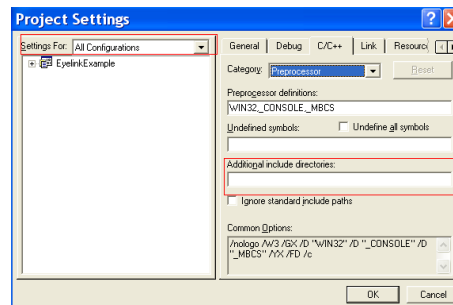 Project Settings
Settings For: All Configurations
EyelinkExample
General Debug C/C++ Link Resourc
Category: Preprocessor Reset
Preprocessor definitions:
WIN32,_CONSOLE,_MBCS
Undefined symbols: Undefine all symbols
Additional include directories:
Ignore standard include paths
Common Options:
/nologo /W3 /GX /D "WIN32" /D "_CONSOLE" /D
"_MBCS" /YX /FD /c
OK Cancel